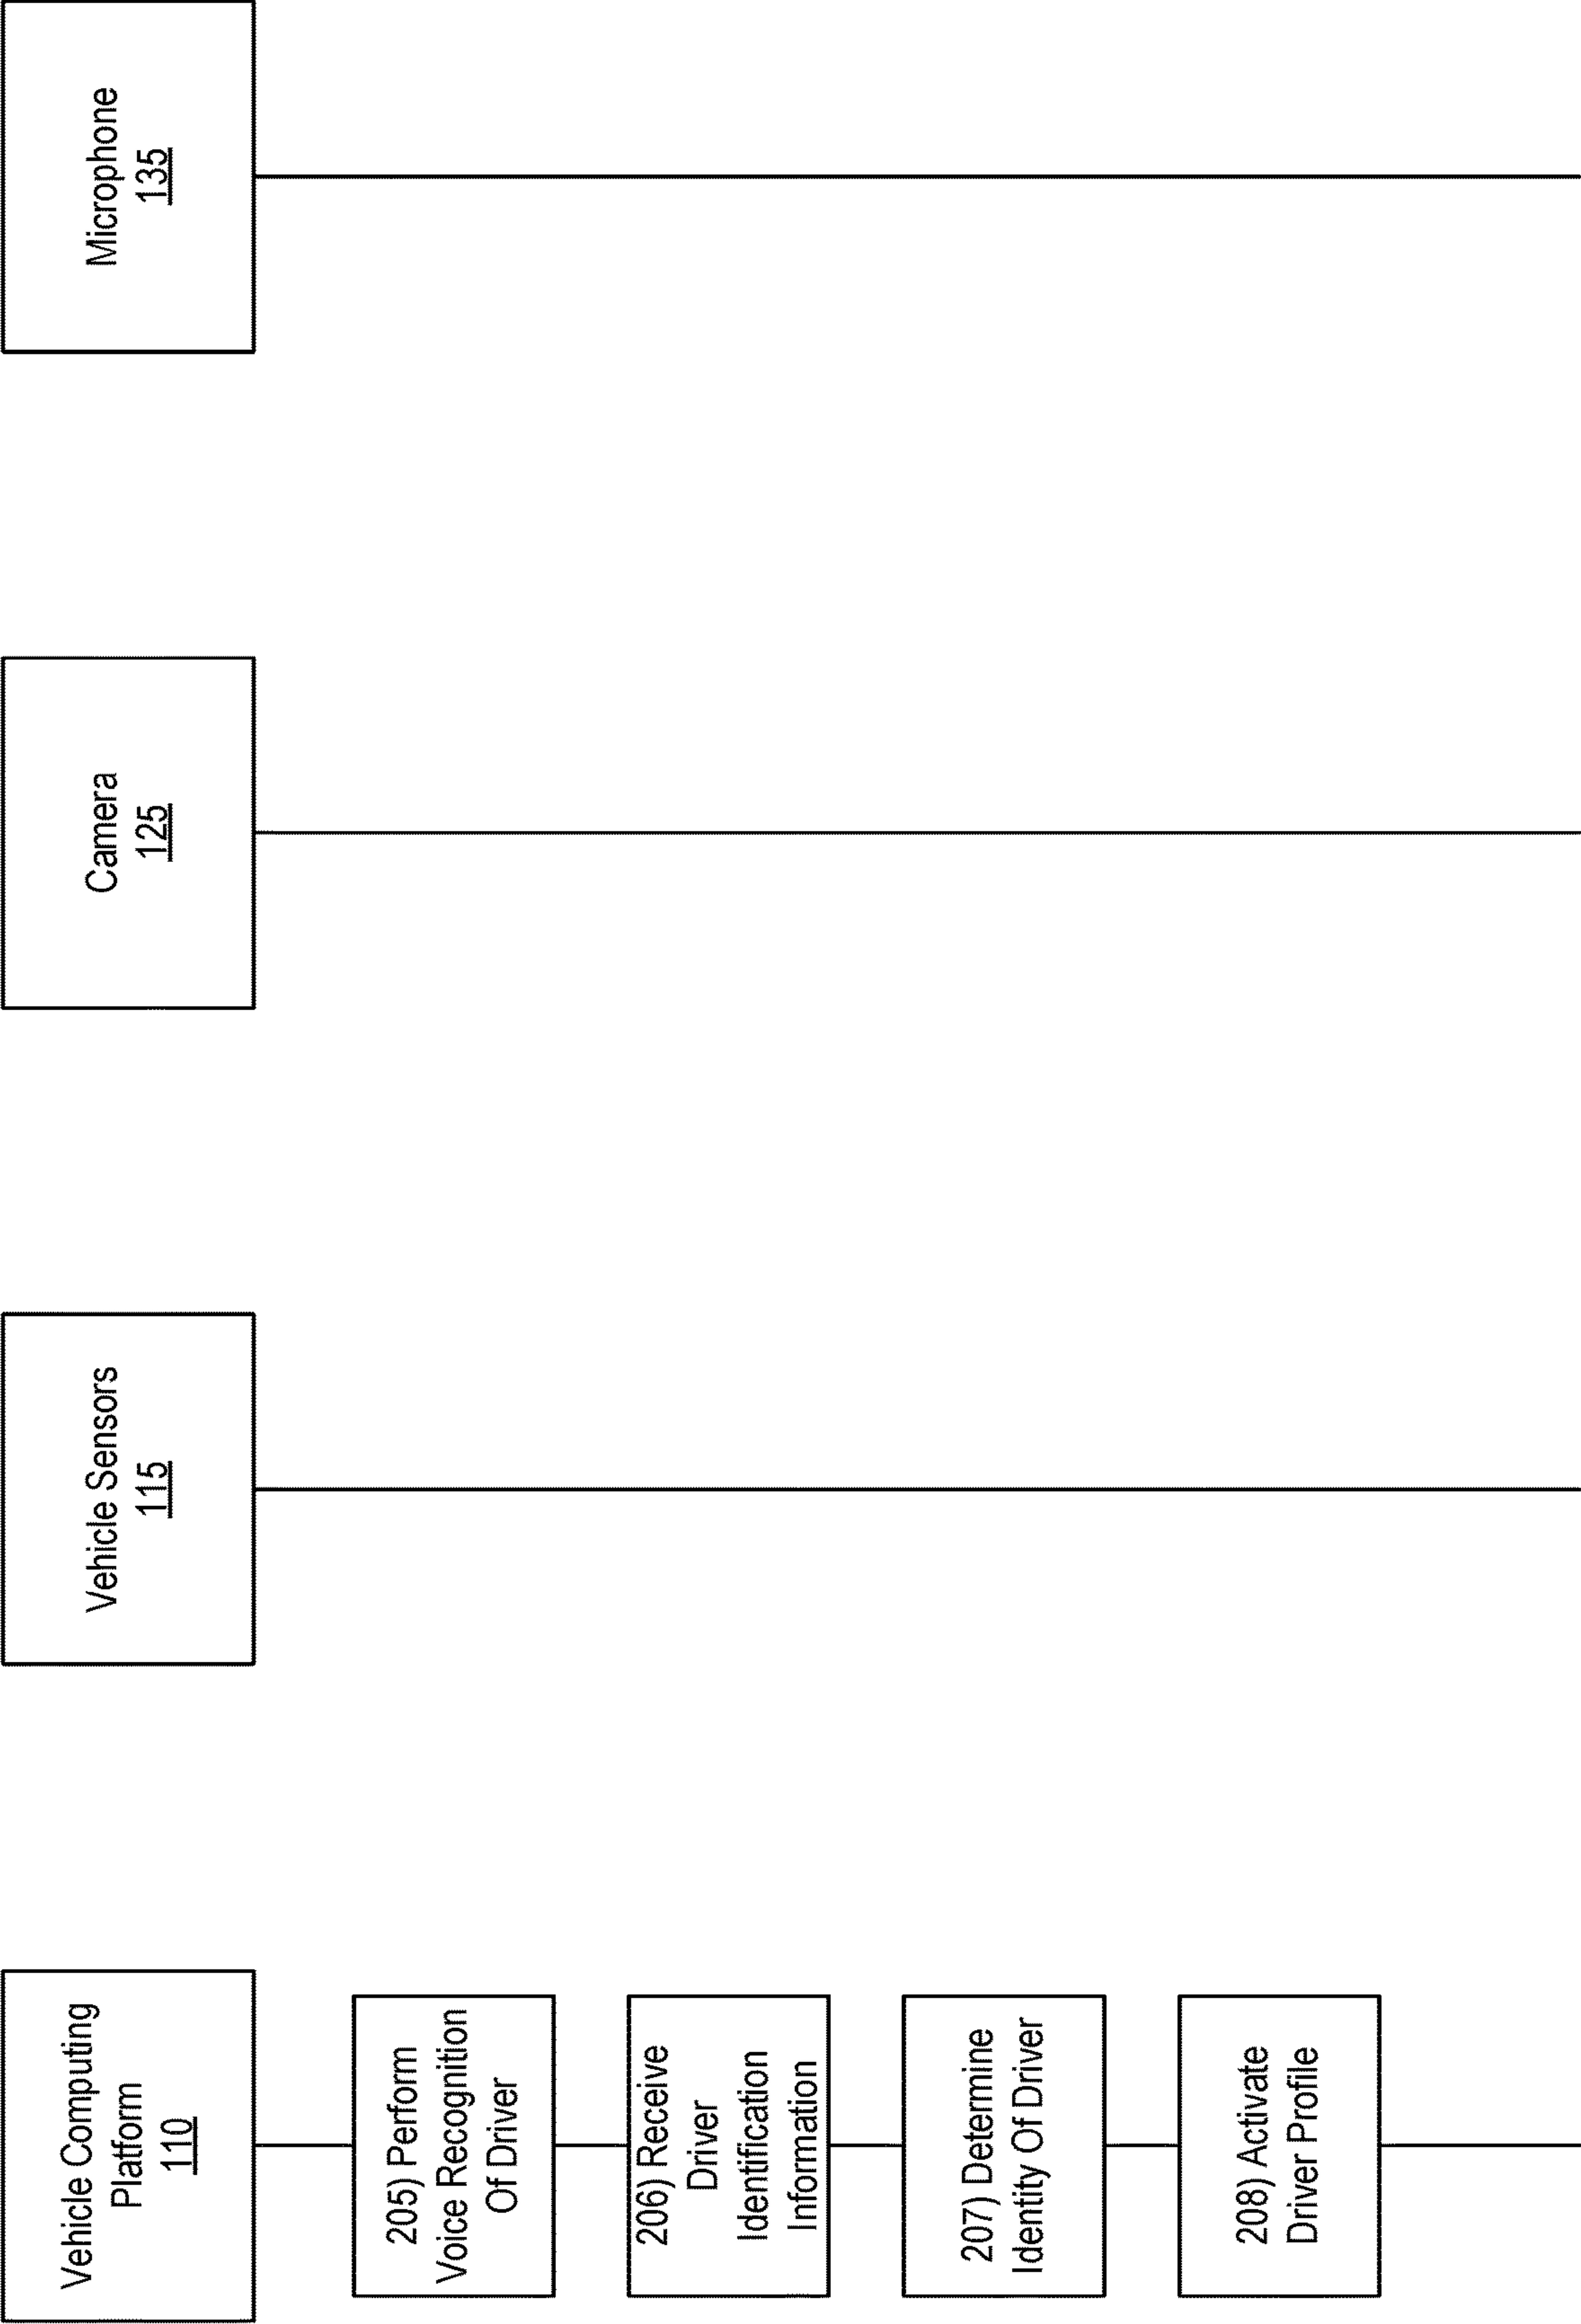 Vehicle Computing
Platform
110
Vehicle Sensors
115
Camera
125
Microphone
135
205) Perform
Voice Recognition
Of Driver
206) Receive
Driver
Identification
Information
207) Determine
Identity Of Driver
208) Activate
Driver Profile